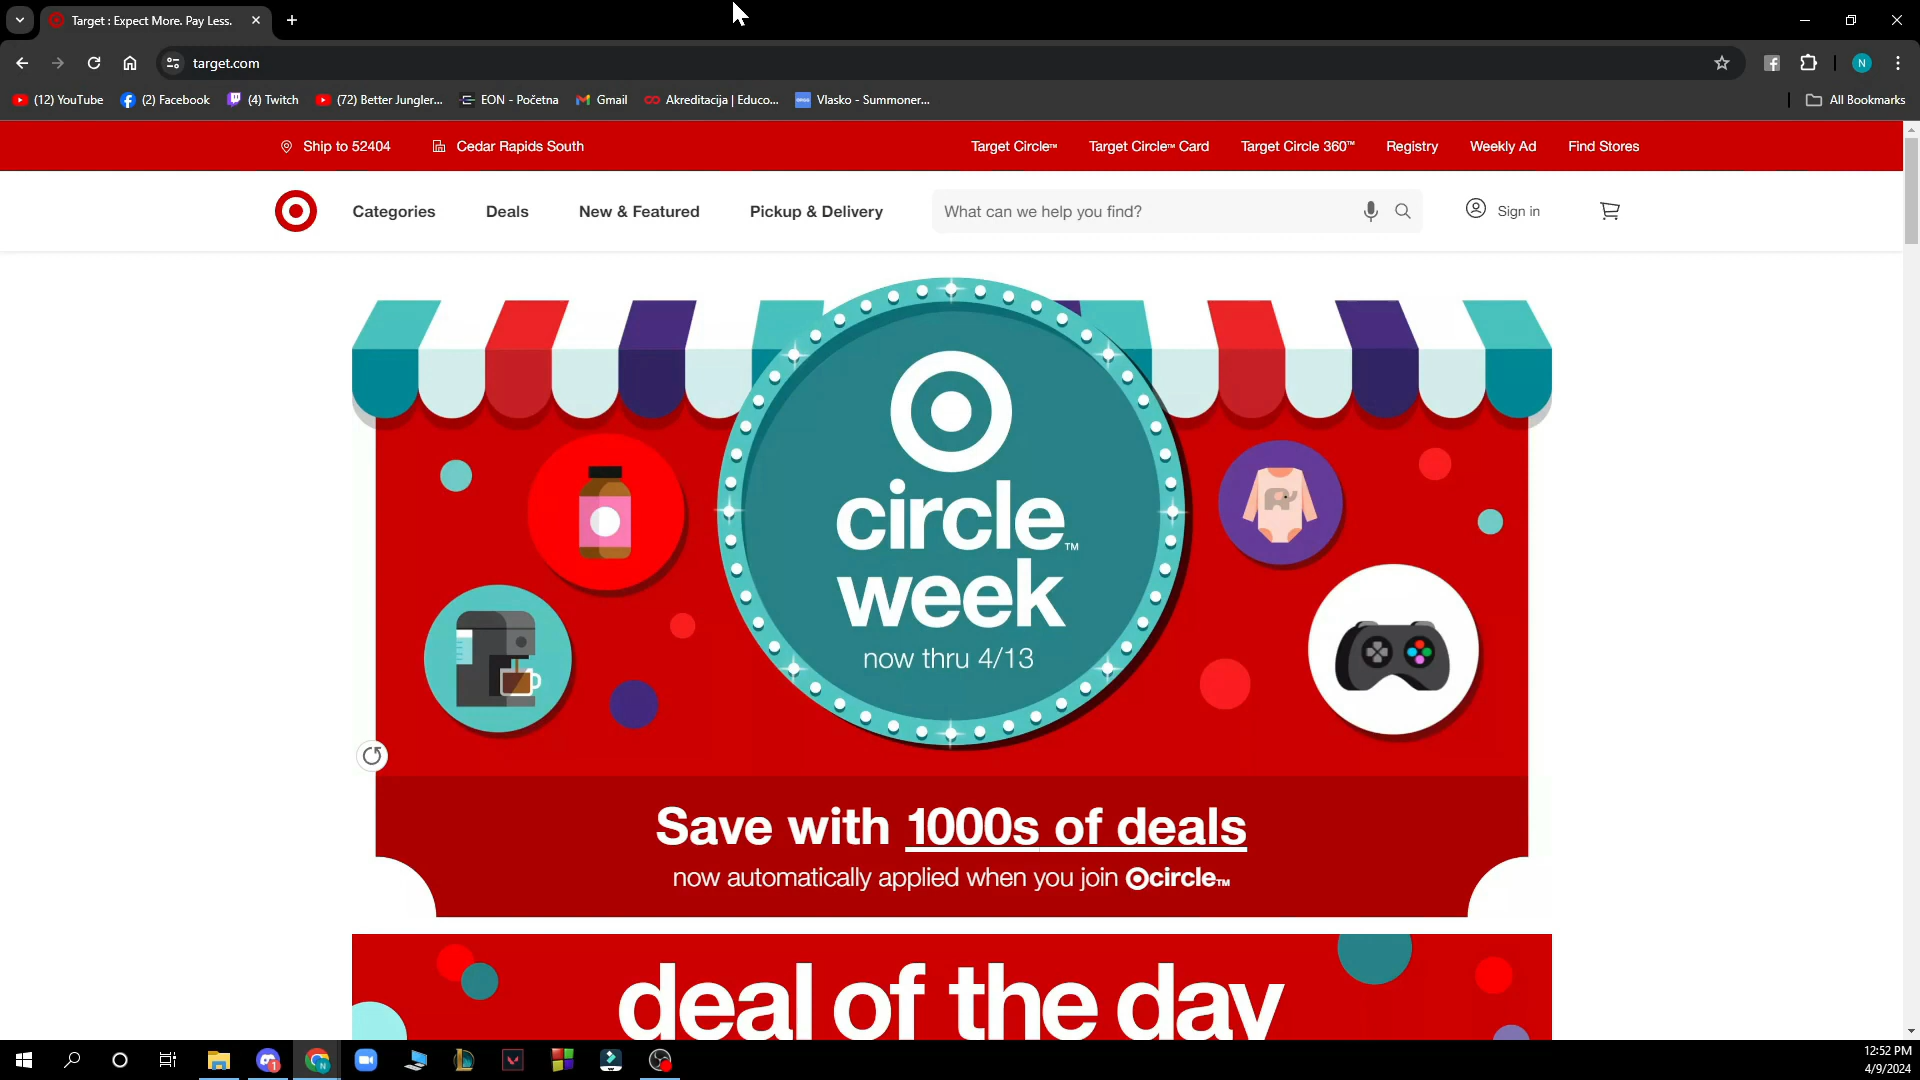 Target : Expect More. Pay Less.
target.com
(12) YouTube
(2) Facebook
(4) Twitch
(72) Better Jungler...
EON - Početna
Gmail
Akreditacija | Educo...
Vlasko - Summoner...
All Bookmarks
N
Ship to 52404
Cedar Rapids South
Target Circle™
Target Circle™ Card
Target Circle 360™
Registry
Weekly Ad
Find Stores
Categories
Deals
New & Featured
Pickup & Delivery
What can we help you find?
Sign in
circle™
week
now thru 4/13
Save with 1000s of deals
now automatically applied when you join circle™
deal of the day
12:52 PM
4/9/2024